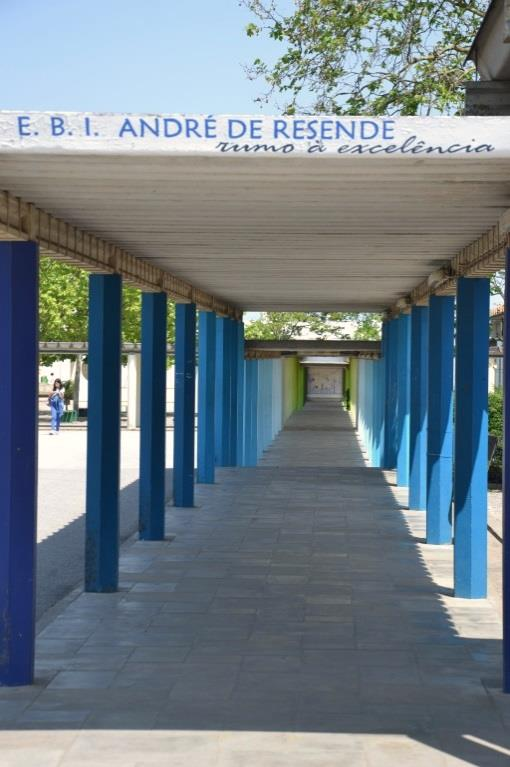 E. B. I. ANDRÉ DE RESENDE
rumo à excelência